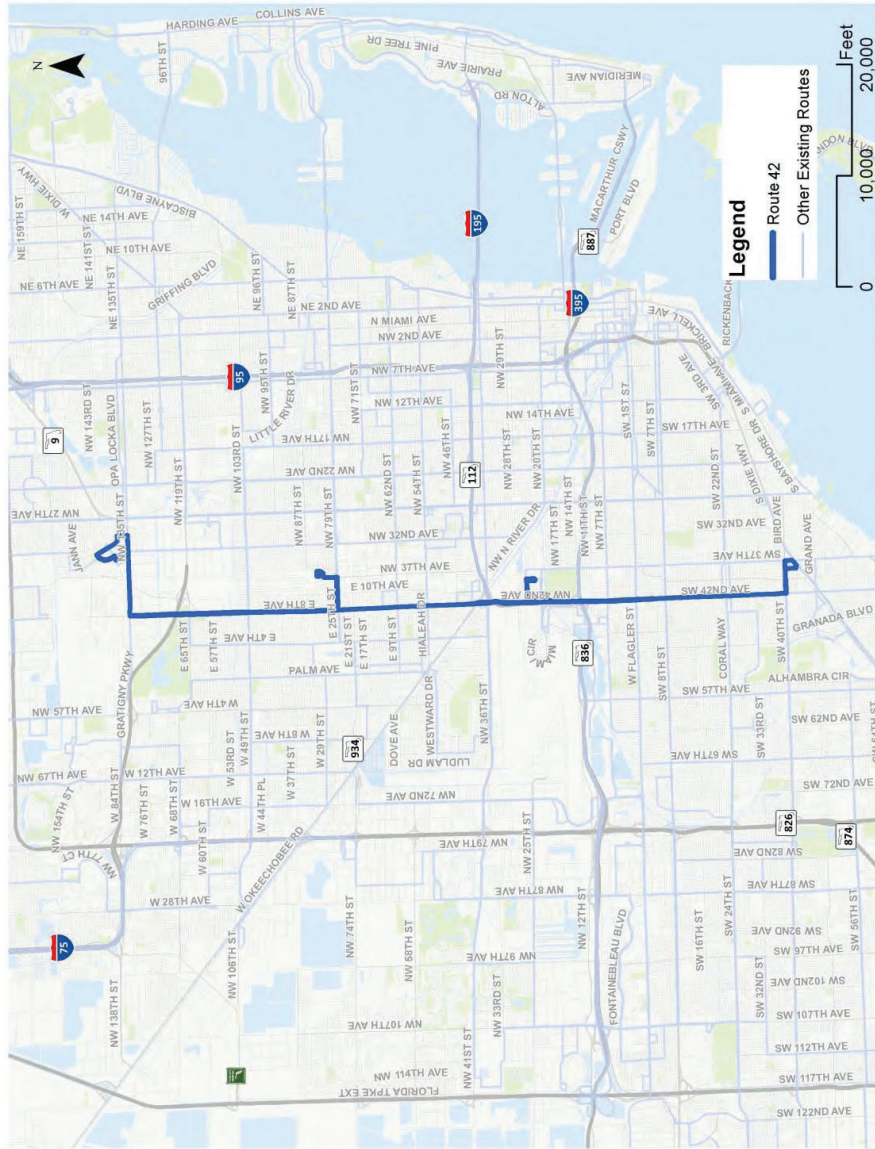 HARDING AVE
COLLINS AVE
96TH ST
PINE TREE DR
PRAIRIE AVE
ALTON RD
MERIDIAN AVE
N
NE 159TH ST
W DIXIE HWY
BISCAYNE BLVD
NE 14TH AVE
NE 141ST ST
NE 10TH AVE
NE 6TH AVE
NE 135TH ST
GRIFFING BLVD
NE 96TH ST
NE 87TH ST
NE 2ND AVE
N MIAMI AVE
NW 2ND AVE
195
887
MACARTHUR CSWY
PORT BLVD
395
95
9
NW 143RD ST
OPA LOCKA BLVD
NW 127TH ST
NW 119TH ST
NW 103RD ST
NW 95TH ST
LITTLE RIVER DR
NW 7TH AVE
NW 71ST ST
NW 12TH AVE
NW 17TH AVE
NW 22ND AVE
NW 29TH ST
NW 14TH AVE
NW 46TH ST
112
NW 28TH ST
NW 20TH ST
NW 27TH AVE
JANN AVE
NW 135TH ST
NW 87TH ST
NW 79TH ST
NW 62ND ST
NW 54TH ST
NW 32ND AVE
NW 37TH AVE
NW N RIVER DR
NW 17TH ST
NW 14TH ST
NW 11TH ST
NW 7TH ST
SW 1ST ST
SW 7TH ST
SW 17TH AVE
SW 3RD AVE
S MIAMI AVE
BRICKELL AVE
RICKENBACK
S BAYSHORE DR
S DIXIE HWY
SW 22ND ST
SW 32ND AVE
BIRD AVE
SW 37TH AVE
GRAND AVE
E 10TH AVE
E 8TH AVE
E 25TH ST
E 4TH AVE
E 65TH ST
E 57TH ST
E 21ST ST
E 17TH ST
E 9TH ST
HIALEAH DR
PALM AVE
NW 42ND AVE
SW 42ND AVE
GRANADA BLVD
SW 40TH ST
836
W FLAGLER ST
SW 8TH ST
CORAL WAY
SW 57TH AVE
ALHAMBRA CIR
GRATIGNY PKWY
NW 57TH AVE
W 4TH AVE
W 8TH AVE
W 53RD ST
W 49TH ST
W 29TH ST
W 37TH ST
934
DOVE AVE
WESTWARD DR
LUDLAM DR
NW 36TH ST
SW 62ND AVE
SW 67TH AVE
SW 33RD ST
SW 72ND AVE
NW 67TH AVE
NW 154TH ST
W 12TH AVE
W 84TH ST
W 76TH ST
W 68TH ST
W 16TH AVE
W 44TH PL
W 60TH ST
NW 72ND AVE
NW 77TH CT
NW 79TH AVE
826
874
SW 82ND AVE
W OKEECHOBEE RD
NW 25TH ST
W 28TH AVE
NW 87TH AVE
SW 87TH AVE
75
NW 138TH ST
NW 106TH ST
NW 74TH ST
NW 58TH ST
NW 97TH AVE
NW 12TH ST
FONTAINEBLEAU BLVD
SW 16TH ST
SW 24TH ST
SW 92ND AVE
SW 97TH AVE
SW 56TH ST
SW 32ND ST
SW 102ND AVE
NW 33RD ST
NW 41ST ST
NW 107TH AVE
SW 107TH AVE
SW 112TH AVE
NW 114TH AVE
FLORIDA TPKE EXT
SW 117TH AVE
SW 122ND AVE
Legend
Route 42
Other Existing Routes
0 10,000 20,000
Feet